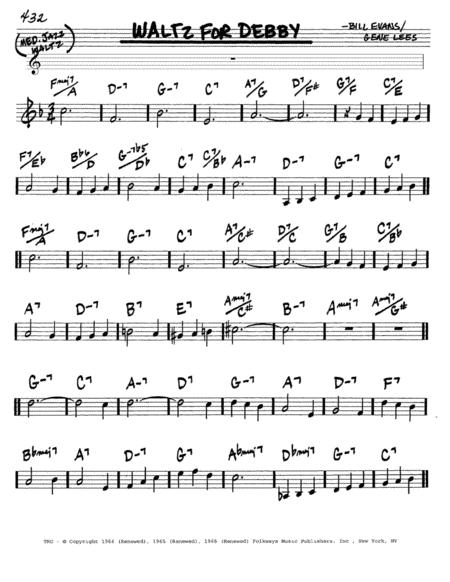 432
WALTZ FOR DEBBY
–BILL EVANS/
GENE LEES
(MED. JAZZ
WALTZ)
Fmaj7/A D-7 G-7 C7 A7/G D7/F# G7/F C7/E
F7/Eb Bb6/D G-7b5/Db C7 C7/Bb A-7 D-7 G-7 C7
Fmaj7/A D-7 G-7 C7 A7/C# D7/C G7/B C7/Bb
A7 D-7 B7 E7 Amaj7/C# B-7 Amaj7 Amaj7/G#
G-7 C7 A-7 D7 G-7 C7 D-7 F7
Bbmaj7 A7 D-7 G7 Abmaj7 Dbmaj7 G-7 C7
TRO - © Copyright 1964 (Renewed), 1965 (Renewed), 1966 (Renewed) Folkways Music Publishers, Inc., New York, NY